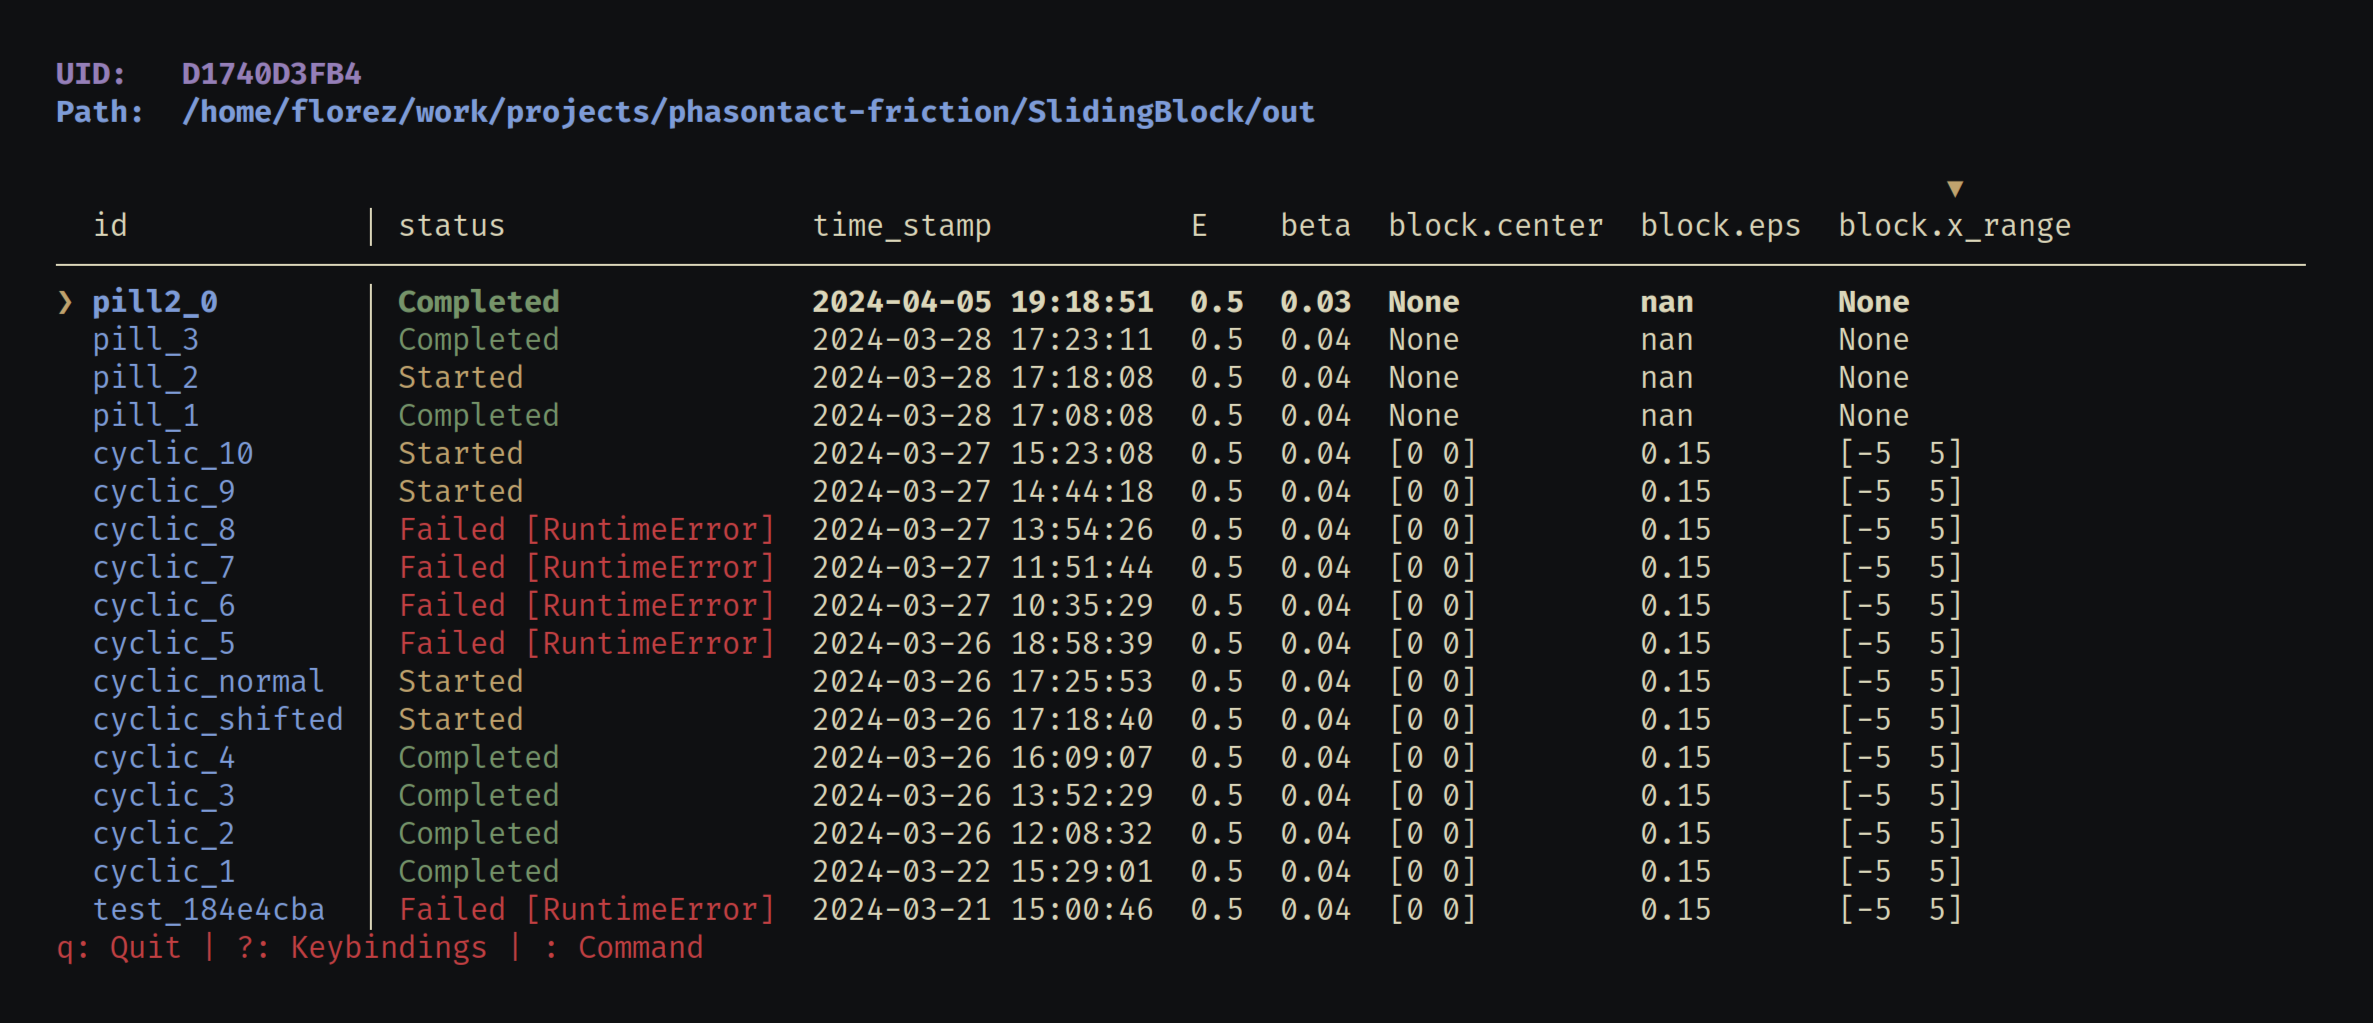 UID:   D1740D3FB4
Path:  /home/florez/work/projects/phasontact-friction/SlidingBlock/out
▼
id | status time_stamp E beta block.center block.eps block.x_range
❯ pill2_0 | Completed 2024-04-05 19:18:51 0.5 0.03 None nan None
pill_3 | Completed 2024-03-28 17:23:11 0.5 0.04 None nan None
pill_2 | Started 2024-03-28 17:18:08 0.5 0.04 None nan None
pill_1 | Completed 2024-03-28 17:08:08 0.5 0.04 None nan None
cyclic_10 | Started 2024-03-27 15:23:08 0.5 0.04 [0 0] 0.15 [-5  5]
cyclic_9 | Started 2024-03-27 14:44:18 0.5 0.04 [0 0] 0.15 [-5  5]
cyclic_8 | Failed [RuntimeError] 2024-03-27 13:54:26 0.5 0.04 [0 0] 0.15 [-5  5]
cyclic_7 | Failed [RuntimeError] 2024-03-27 11:51:44 0.5 0.04 [0 0] 0.15 [-5  5]
cyclic_6 | Failed [RuntimeError] 2024-03-27 10:35:29 0.5 0.04 [0 0] 0.15 [-5  5]
cyclic_5 | Failed [RuntimeError] 2024-03-26 18:58:39 0.5 0.04 [0 0] 0.15 [-5  5]
cyclic_normal | Started 2024-03-26 17:25:53 0.5 0.04 [0 0] 0.15 [-5  5]
cyclic_shifted | Started 2024-03-26 17:18:40 0.5 0.04 [0 0] 0.15 [-5  5]
cyclic_4 | Completed 2024-03-26 16:09:07 0.5 0.04 [0 0] 0.15 [-5  5]
cyclic_3 | Completed 2024-03-26 13:52:29 0.5 0.04 [0 0] 0.15 [-5  5]
cyclic_2 | Completed 2024-03-26 12:08:32 0.5 0.04 [0 0] 0.15 [-5  5]
cyclic_1 | Completed 2024-03-22 15:29:01 0.5 0.04 [0 0] 0.15 [-5  5]
test_184e4cba | Failed [RuntimeError] 2024-03-21 15:00:46 0.5 0.04 [0 0] 0.15 [-5  5]
q: Quit | ?: Keybindings | : Command